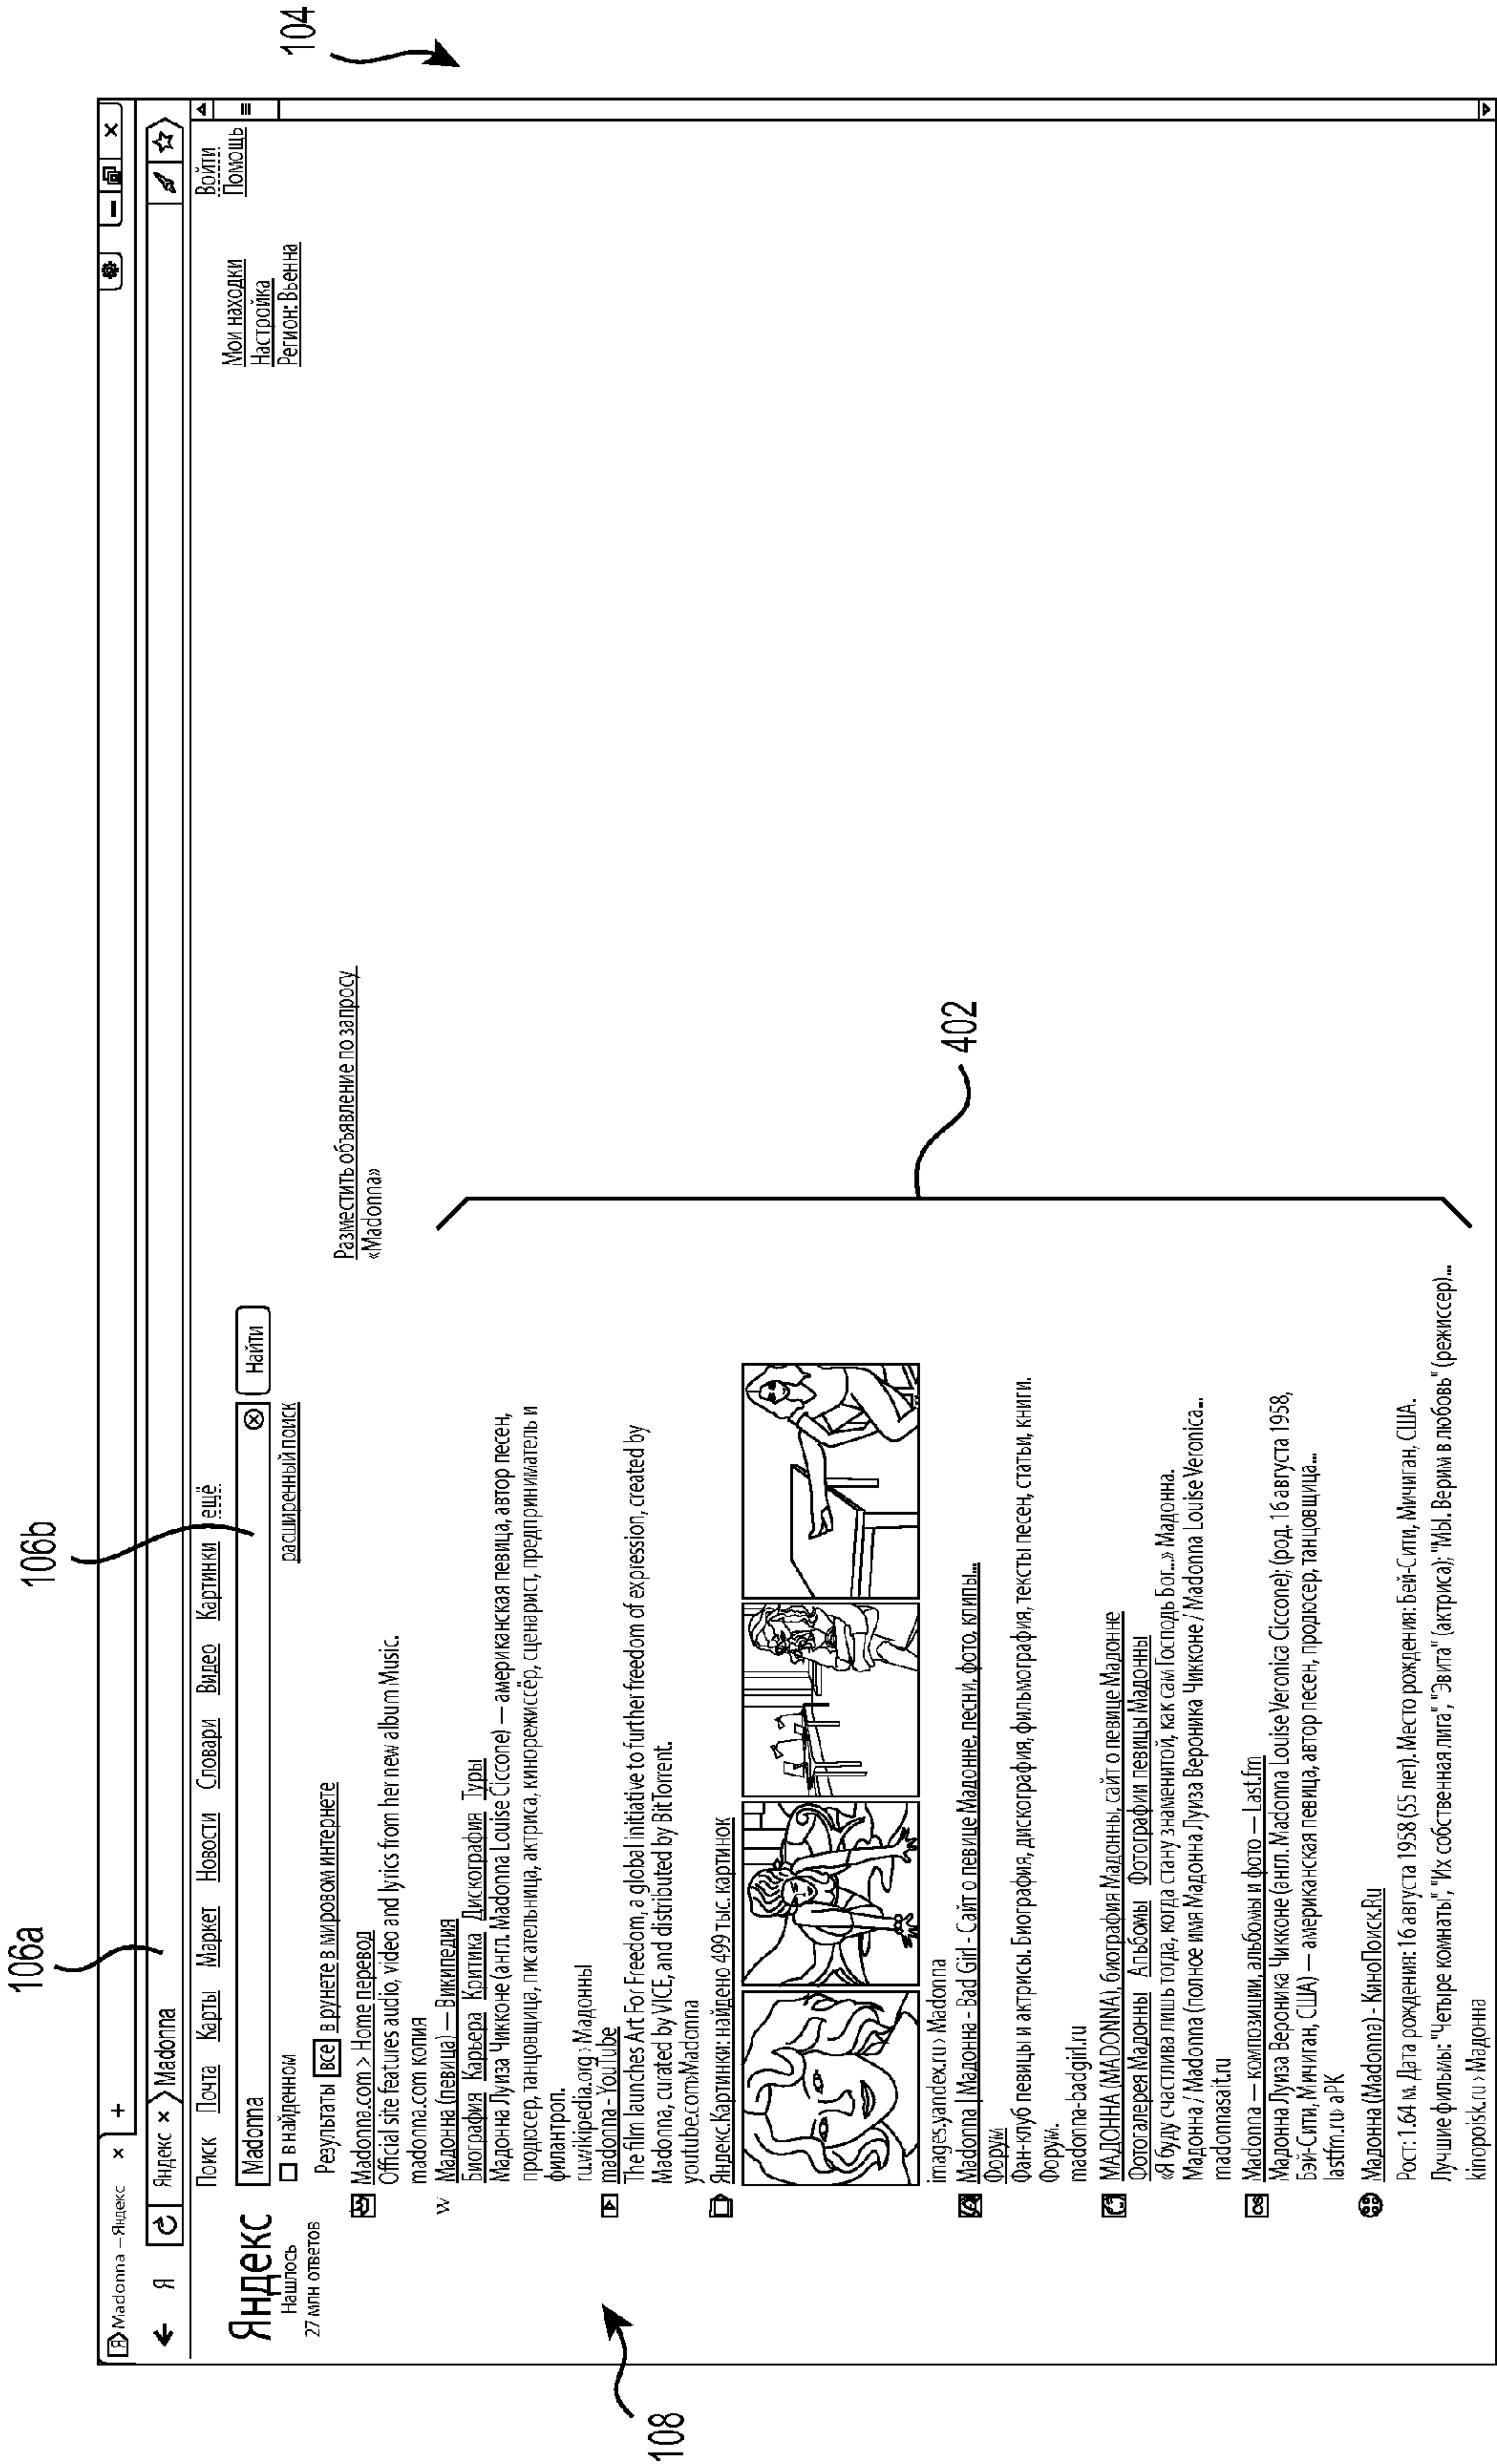 104
106a
106b
Madonna — Яндекс × +
Я Яндекс × Madonna
Поиск Почта Карты Маркет Новости Словари Видео Картинки ещё
Войти
Помощь
Мои находки
Настройка
Регион: Вьенна
Яндекс
Madonna
Найти
Нашлось
27 млн ответов
в найденном
расширенный поиск
Результаты все в рунете в мировом интернете
Разместить объявление по запросу
«Madonna»
Madonna.com > Home перевод
Official site features audio, video and lyrics from her new album Music.
madonna.com копия
W Мадонна (певица) — Википедия
Биография Карьера Критика Дискография Туры
Мадонна Луиза Чикконе (англ. Madonna Louise Ciccone) — американская певица, автор песен,
продюсер, танцовщица, писательница, актриса, кинорежиссёр, сценарист, предприниматель и
филантроп.
ru.wikipedia.org › Мадонны
madonna - YouTube
The film launches Art For Freedom, a global initiative to further freedom of expression, created by
Madonna, curated by VICE, and distributed by BitTorrent.
youtube.com›Madonna
Яндекс.Картинки: найдено 499 тыс. картинок
images.yandex.ru › Madonna
Madonna | Мадонна - Bad Girl - Сайт о певице Мадонне, песни, фото, клипы...
Форум
Фан-клуб певицы и актрисы. Биография, дискография, фильмография, тексты песен, статьи, книги.
Форум.
madonna-badgirl.ru
МАДОННА (MADONNA), биография Мадонны, сайт о певице Мадонне
Фотогалерея Мадонны Альбомы Фотографии певицы Мадонны
«Я буду счастлива лишь тогда, когда стану знаменитой, как сам Господь Бог...» Мадонна.
Мадонна / Madonna (полное имя Мадонна Луиза Вероника Чикконе / Madonna Louise Veronica...
madonnasait.ru
Madonna — композиции, альбомы и фото — Last.fm
Мадонна Луиза Вероника Чикконе (англ. Madonna Louise Veronica Ciccone); (род. 16 августа 1958,
Бэй-Сити, Мичиган, США) — американская певица, автор песен, продюсер, танцовщица...
lastfm.ru› aPK
Мадонна (Madonna) - КиноПоиск.Ru
Рост: 1.64 м. Дата рождения: 16 августа 1958 (55 лет). Место рождения: Бей-Сити, Мичиган, США.
Лучшие фильмы: "Четыре комнаты", "Их собственная лига", "Эвита" (актриса); "Мы. Верим в любовь" (режиссер)...
kinopoisk.ru › Мадонна
402
108